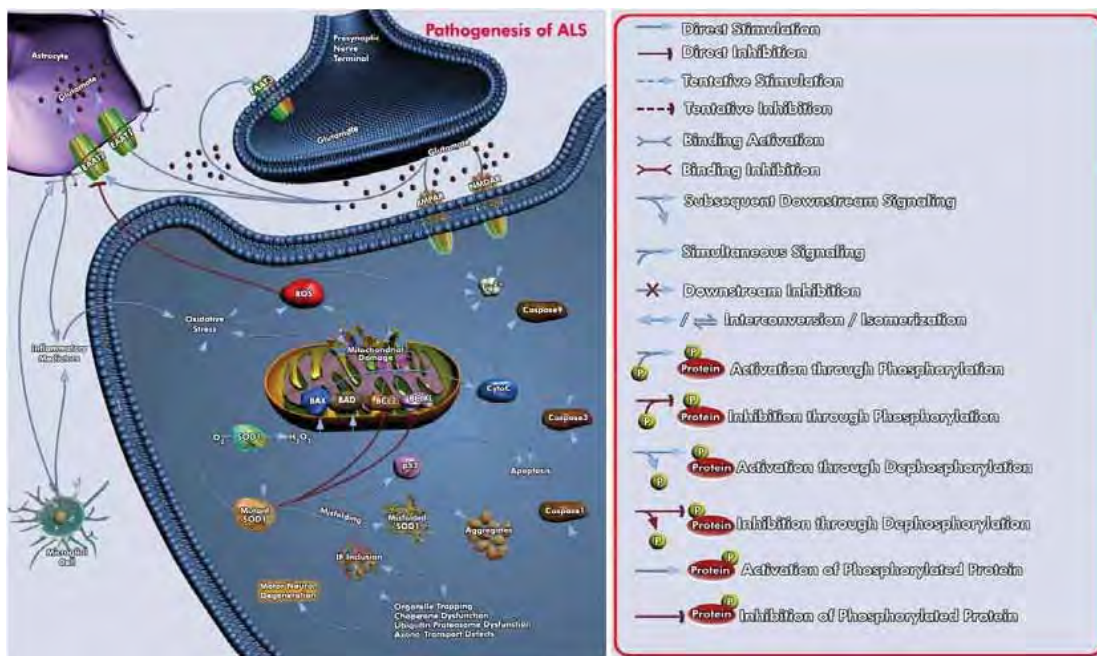 Pathogenesis of ALS
Astrocyte
Glutamate
EAAT2
EAAT1
Presynaptic
Nerve
Terminal
EAAT3
Glutamate
Glutamate
AMPAR
NMDAR
ROS
Caspase9
Oxidative
Stress
Mitochondrial
Damage
Inflammatory
Mediators
BAX
BAD
BCL2
CytoC
O2-
SOD1
H2O2
Caspase3
p53
Apoptosis
Mutant
SOD1
Misfolding
Misfolded
SOD1
Aggregates
Caspase1
Microglial
Cell
IF Inclusion
Motor Neuron
Degeneration
Organelle Trapping
Chaperone Dysfunction
Ubiquitin Proteasome Dysfunction
Axonal Transport Defects
Direct Stimulation
Direct Inhibition
Tentative Stimulation
Tentative Inhibition
Binding Activation
Binding Inhibition
Subsequent Downstream Signaling
Simultaneous Signaling
Downstream Inhibition
/ Interconversion / Isomerization
P P Protein Activation through Phosphorylation
P P Protein Inhibition through Phosphorylation
P P Protein Activation through Dephosphorylation
P P Protein Inhibition through Dephosphorylation
P Protein Activation of Phosphorylated Protein
P Protein Inhibition of Phosphorylated Protein